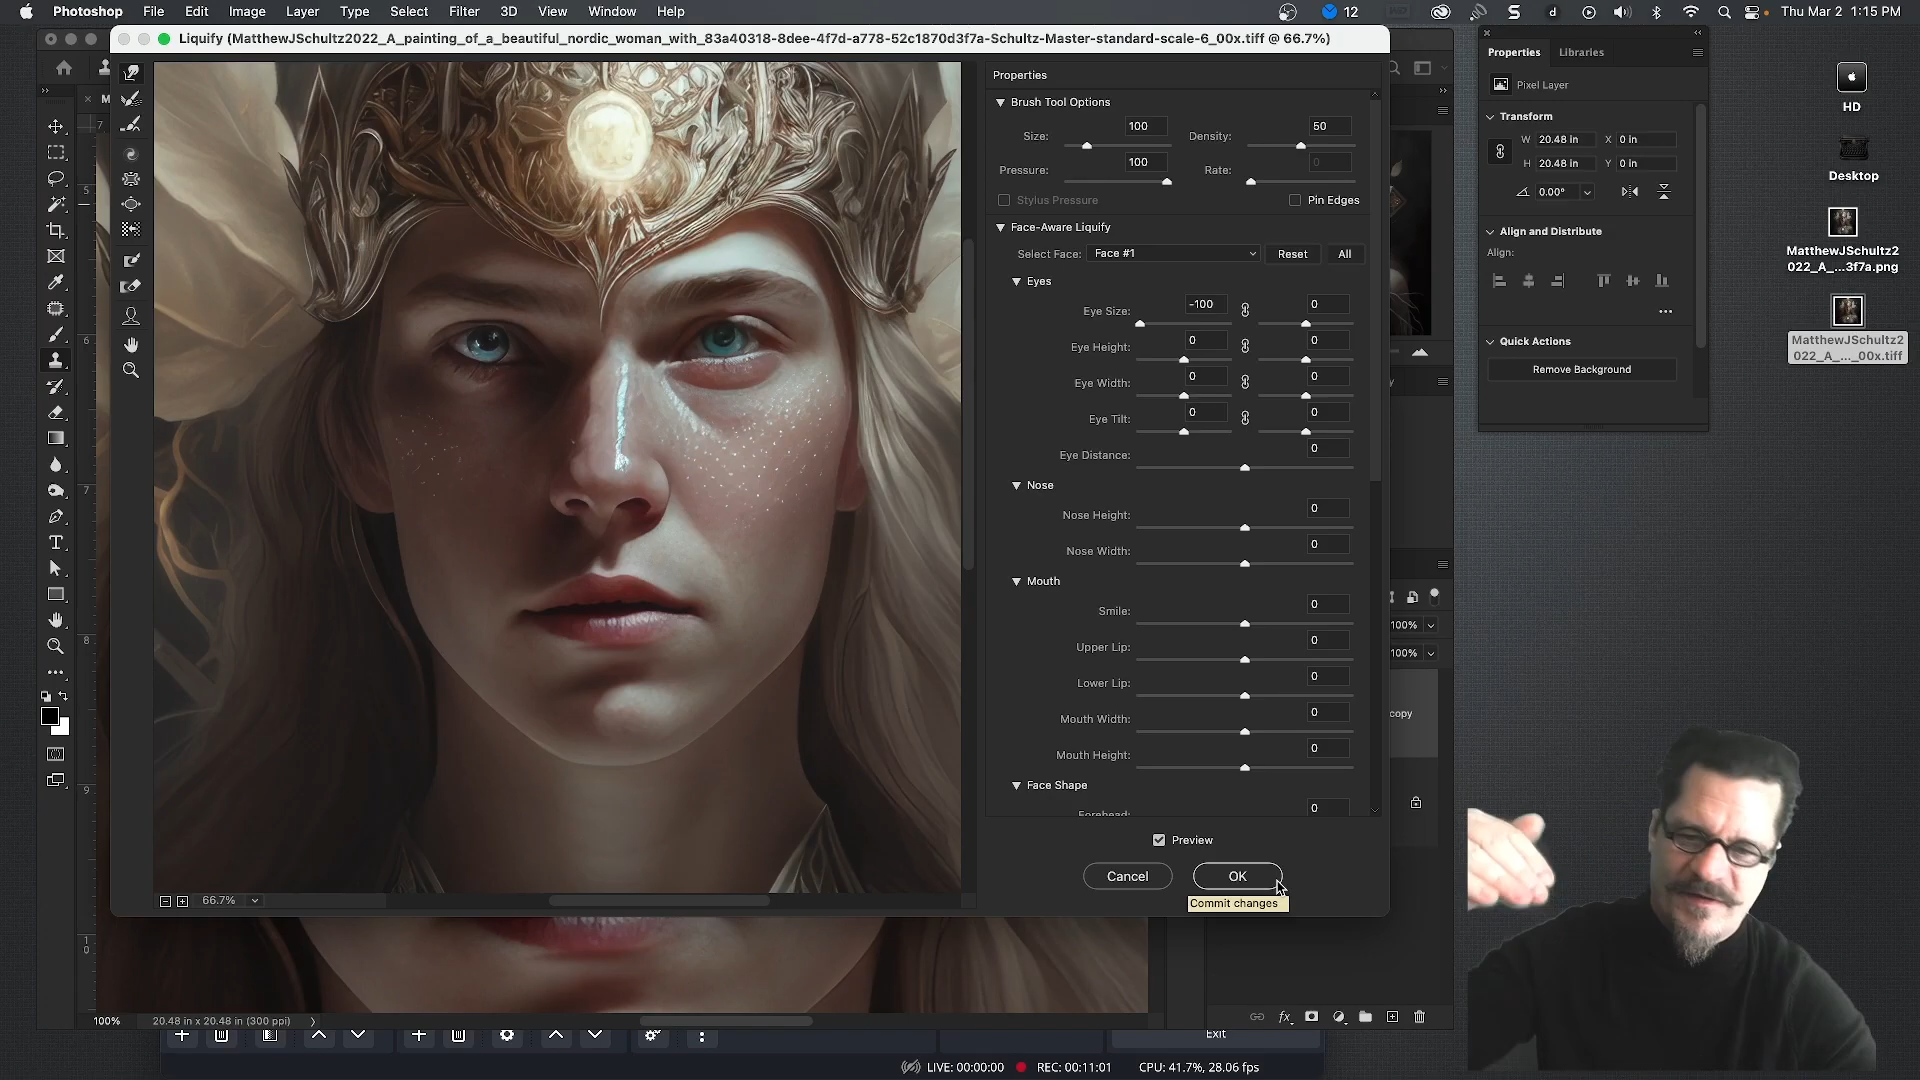 Photoshop File Edit Image Layer Type Select Filter 3D View Window Help
12
Thu Mar 2 1:15 PM
Liquify (MatthewJSchultz2022_A_painting_of_a_beautiful_nordic_woman_with_83a40318-8dee-4f7d-a778-52c1870d3f7a-Schultz-Master-standard-scale-6_00x.tiff @ 66.7%)
Properties
Brush Tool Options
Size: 100 Density: 50
Pressure: 100 Rate: 0
Stylus Pressure Pin Edges
Face-Aware Liquify
Select Face: Face #1 Reset All
Eyes
Eye Size: -100 0
Eye Height: 0 0
Eye Width: 0 0
Eye Tilt: 0 0
Eye Distance: 0
Nose
Nose Height: 0
Nose Width: 0
Mouth
Smile: 0
Upper Lip: 0
Lower Lip: 0
Mouth Width: 0
Mouth Height: 0
Face Shape
Forehead: 0
Preview
Cancel OK
Commit changes
66.7%
M
7
5
6
7
8
9
10
100%
100%
copy
Properties Libraries
Pixel Layer
Transform
W 20.48 in X 0 in
H 20.48 in Y 0 in
0.00°
Align and Distribute
Align:
Quick Actions
Remove Background
HD
Desktop
MatthewJSchultz2
022_A_...3f7a.png
MatthewJSchultz2
022_A_..._00x.tiff
100% 20.48 in x 20.48 in (300 ppi)
Exit
LIVE: 00:00:00 REC: 00:11:01 CPU: 41.7%, 28.06 fps